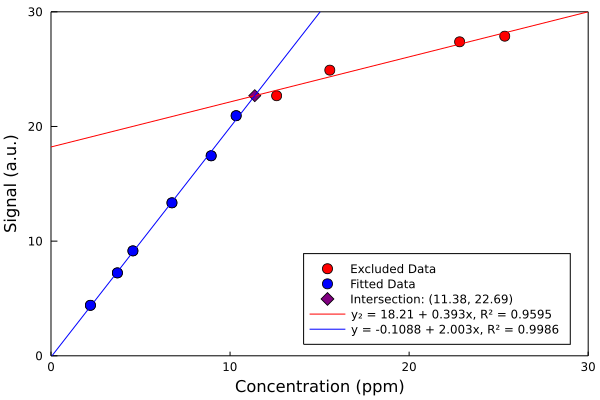 30
20
10
0
0
10
20
30
Signal (a.u.)
Concentration (ppm)
Excluded Data
Fitted Data
Intersection: (11.38, 22.69)
y₂ = 18.21 + 0.393x, R² = 0.9595
y = -0.1088 + 2.003x, R² = 0.9986